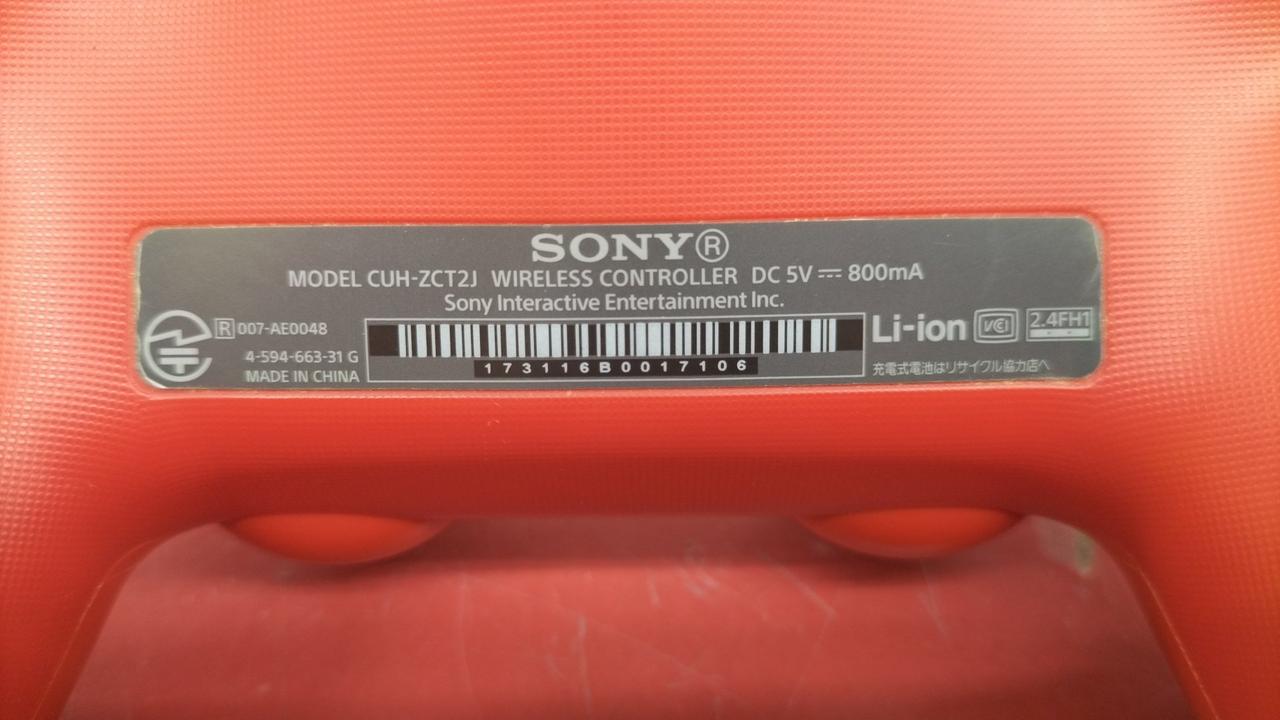 SONY®
MODEL CUH-ZCT2J WIRELESS CONTROLLER DC 5V ⎓ 800mA
Sony Interactive Entertainment Inc.
R 007-AE0048
4-594-663-31 G
MADE IN CHINA
173116B0017106
Li-ion VCI 2.4FH1
充電式電池はリサイクル協力店へ